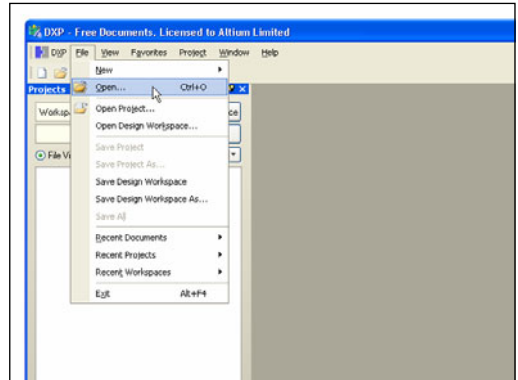 DXP - Free Documents. Licensed to Altium Limited
DXP File View Favorites Project Window Help
New
Projects
Open... Ctrl+O
Open Project...
Open Design Workspace...
File Vi
Save Project
Save Project As...
Save Design Workspace
Save Design Workspace As...
Save All
Recent Documents
Recent Projects
Recent Workspaces
Exit Alt+F4